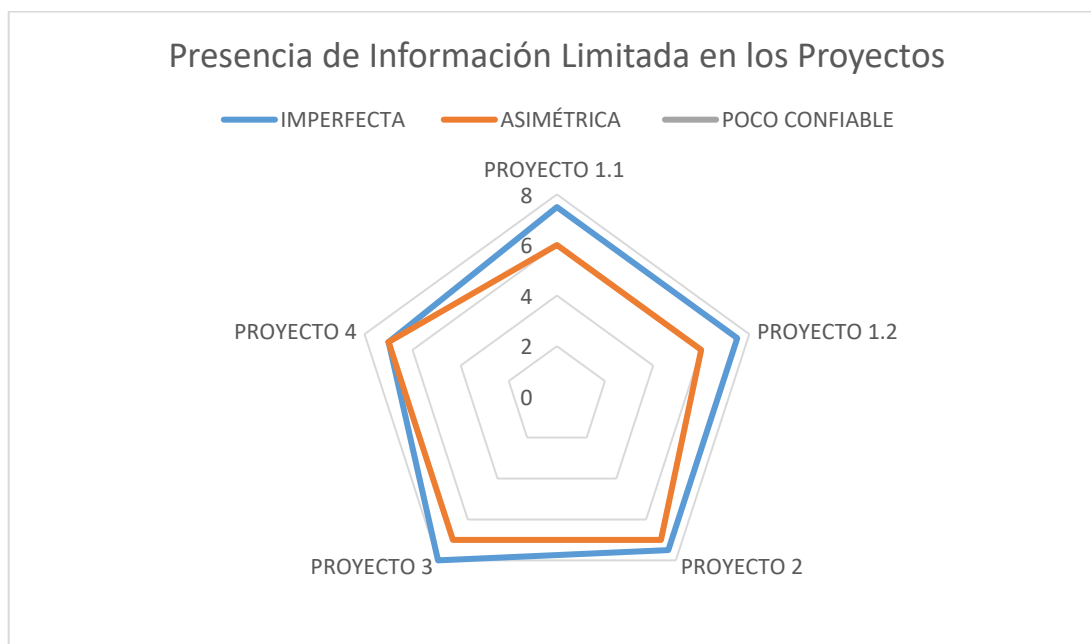 Presencia de Información Limitada en los Proyectos
IMPERFECTA ASIMÉTRICA POCO CONFIABLE
PROYECTO 1.1
8
6
4
2
0
PROYECTO 4
PROYECTO 1.2
PROYECTO 3
PROYECTO 2